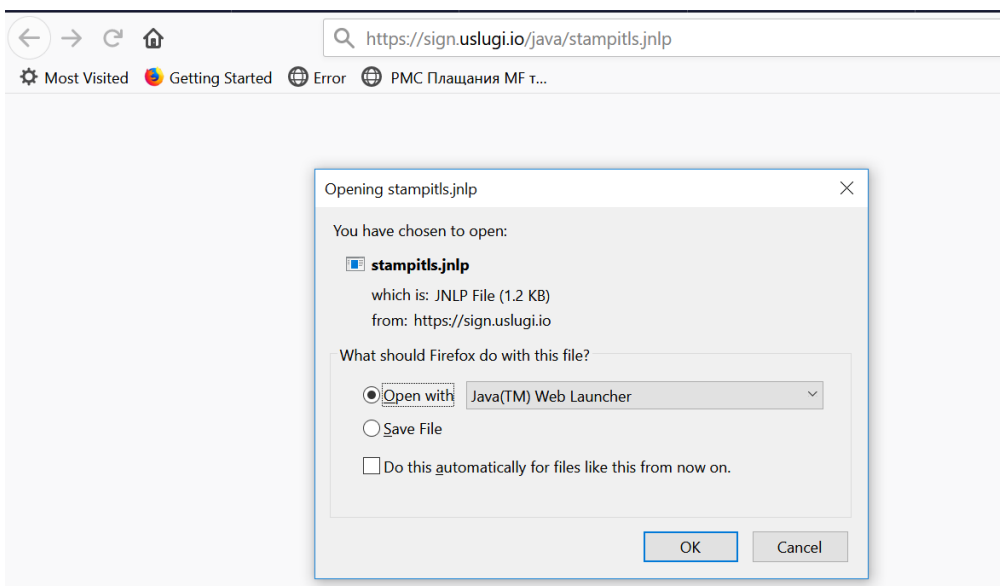 https://sign.uslugi.io/java/stampitls.jnlp
Most Visited Getting Started Error РМС Плащания MF т...
Opening stampitls.jnlp
You have chosen to open:
stampitls.jnlp
which is: JNLP File (1.2 KB)
from: https://sign.uslugi.io
What should Firefox do with this file?
Open with Java(TM) Web Launcher
Save File
Do this automatically for files like this from now on.
OK Cancel